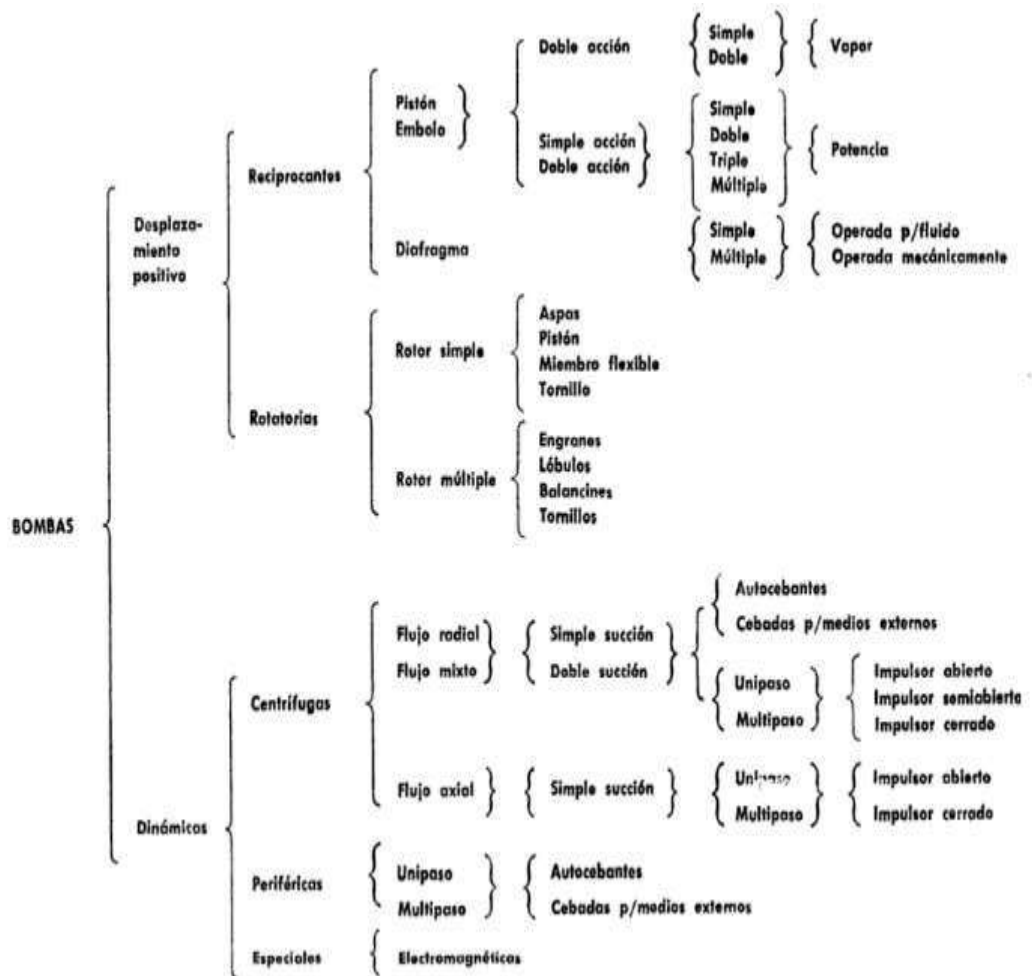 BOMBAS
Desplaza-
miento
positivo
Reciprocantes
Pistón
Embolo
Doble acción
Simple
Doble
Vapor
Simple acción
Doble acción
Simple
Doble
Triple
Múltiple
Potencia
Diafragma
Simple
Múltiple
Operada p/fluido
Operada mecánicamente
Rotatorias
Rotor simple
Aspas
Pistón
Miembro flexible
Tornillo
Rotor múltiple
Engranes
Lóbulos
Balancines
Tornillos
Dinámicas
Centrífugas
Flujo radial
Flujo mixto
Simple succión
Doble succión
Autocebantes
Cebadas p/medios externos
Unipaso
Multipaso
Impulsor abierto
Impulsor semiabierto
Impulsor cerrado
Flujo axial
Simple succión
Unipaso
Multipaso
Impulsor abierto
Impulsor cerrado
Periféricas
Unipaso
Multipaso
Autocebantes
Cebadas p/medios externos
Especiales
Electromagnéticas